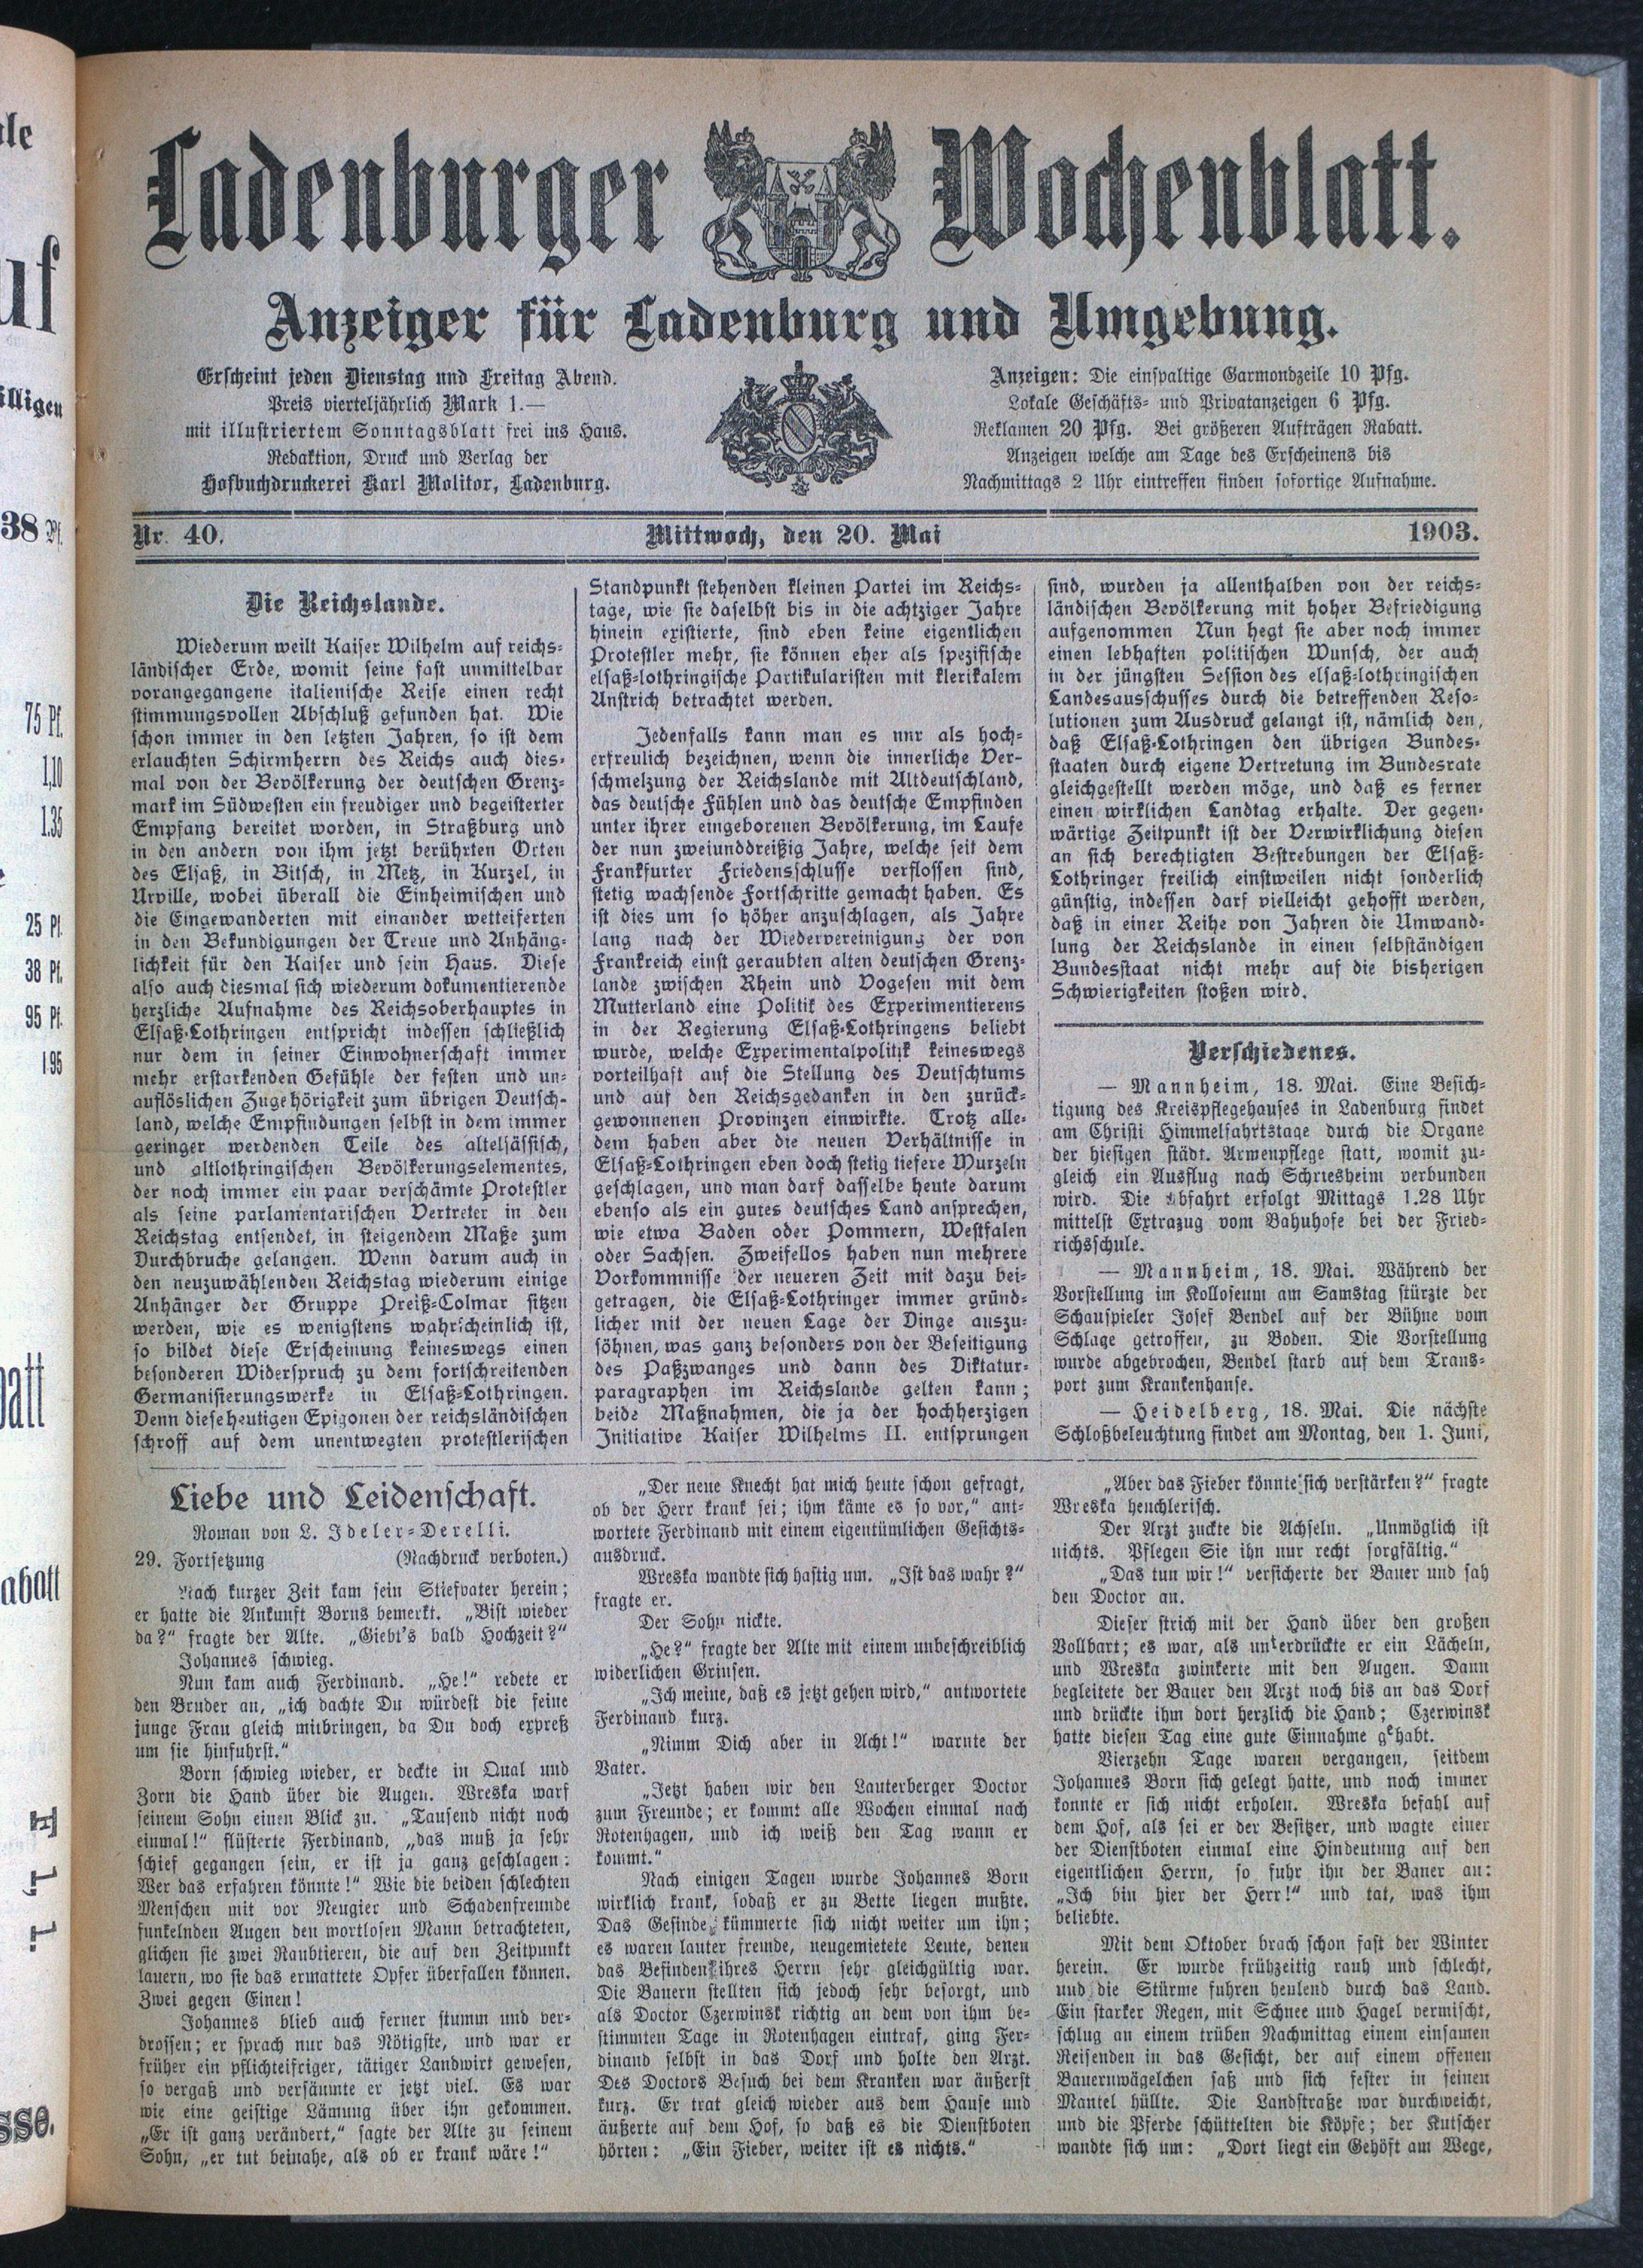 Ladenburger Wochenblatt.
Anzeiger für Ladenburg und Umgebung.
Erscheint jeden Dienstag und Freitag Abend.
Preis vierteljährlich Mark 1.—
mit illustriertem Sonntagsblatt frei ins Haus.
Redaktion, Druck und Verlag der
Hofbuchdruckerei Karl Molitor, Ladenburg.
Anzeigen: Die einspaltige Garmondzeile 10 Pfg.
Lokale Geschäfts- und Privatanzeigen 6 Pfg.
Reklamen 20 Pfg. Bei größeren Aufträgen Rabatt.
Anzeigen welche am Tage des Erscheinens bis
Nachmittags 2 Uhr eintreffen finden sofortige Aufnahme.
Nr. 40. Mittwoch, den 20. Mai 1903.
Die Reichslande.
Wiederum weilt Kaiser Wilhelm auf reichs-
ländischer Erde, womit seine fast unmittelbar
vorangegangene italienische Reise einen recht
stimmungsvollen Abschluß gefunden hat. Wie
schon immer in den letzten Jahren, so ist dem
erlauchten Schirmherrn des Reichs auch dies-
mal von der Bevölkerung der deutschen Grenz-
mark im Südwesten ein freudiger und begeisterter
Empfang bereitet worden, in Straßburg und
in den andern von ihm jetzt berührten Orten
des Elsaß, in Bitsch, in Metz, in Kurzel, in
Urville, wobei überall die Einheimischen und
die Eingewanderten mit einander wetteiferten
in den Bekundigungen der Treue und Anhäng-
lichkeit für den Kaiser und sein Haus. Diese
also auch diesmal sich wiederum dokumentierende
herzliche Aufnahme des Reichsoberhauptes in
Elsaß-Lothringen entspricht indessen schließlich
nur dem in seiner Einwohnerschaft immer
mehr erstarkenden Gefühle der festen und un-
auflöslichen Zugehörigkeit zum übrigen Deutsch-
land, welche Empfindungen selbst in dem immer
geringer werdenden Teile des alteljässisch,
und altlothringischen Bevölkerungselementes,
der noch immer ein paar verschämte Protestler
als seine parlamentarischen Vertreter in den
Reichstag entsendet, in steigendem Maße zum
Durchbruche gelangen. Wenn darum auch in
den neuzuwählenden Reichstag wiederum einige
Anhänger der Gruppe Preiß-Colmar sitzen
werden, wie es wenigstens wahrscheinlich ist,
so bildet diese Erscheinung keineswegs einen
besonderen Widerspruch zu dem fortschreitenden
Germanisierungswerke in Elsaß-Lothringen.
Denn diese heutigen Epigonen der reichsländischen
schroff auf dem unentwegten protestlerischen
Standpunkt stehenden kleinen Partei im Reichs-
tage, wie sie daselbst bis in die achtziger Jahre
hinein existierte, sind eben keine eigentlichen
Protestler mehr, sie können eher als spezifische
elsaß-lothringische Partikularisten mit klerikalem
Anstrich betrachtet werden.
Jedenfalls kann man es nnr als hoch-
erfreulich bezeichnen, wenn die innerliche Ver-
schmelzung der Reichslande mit Altdeutschland,
das deutsche Fühlen und das deutsche Empfinden
unter ihrer eingeborenen Bevölkerung, im Laufe
der nun zweiunddreißig Jahre, welche seit dem
Frankfurter Friedensschlusse verflossen sind,
stetig wachsende Fortschritte gemacht haben. Es
ist dies um so höher anzuschlagen, als Jahre
lang nach der Wiedervereinigung der von
Frankreich einst geraubten alten deutschen Grenz-
lande zwischen Rhein und Vogesen mit dem
Mutterland eine Politik des Experimentierens
in der Regierung Elsaß-Lothringens beliebt
wurde, welche Experimentalpolitik keineswegs
vorteilhaft auf die Stellung des Deutschtums
und auf den Reichsgedanken in den zurück-
gewonnenen Provinzen einwirkte. Trotz alle-
dem haben aber die neuen Verhältnisse in
Elsaß-Lothringen eben doch stetig tiefere Wurzeln
geschlagen, und man darf dasselbe heute darum
ebenso als ein gutes deutsches Land ansprechen,
wie etwa Baden oder Pommern, Westfalen
oder Sachsen. Zweifellos haben nun mehrere
Vorkommnisse der neueren Zeit mit dazu bei-
getragen, die Elsaß-Lothringer immer gründ-
licher mit der neuen Lage der Dinge auszu-
söhnen, was ganz besonders von der Beseitigung
des Paßzwanges und dann des Diktatur-
paragraphen im Reichslande gelten kann;
beide Maßnahmen, die ja der hochherzigen
Initiative Kaiser Wilhelms II. entsprungen
sind, wurden ja allenthalben von der reichs-
ländischen Bevölkerung mit hoher Befriedigung
aufgenommen Nun hegt sie aber noch immer
einen lebhaften politischen Wunsch, der auch
in der jüngsten Session des elsaß-lothringischen
Landesausschusses durch die betreffenden Reso-
lutionen zum Ausdruck gelangt ist, nämlich den,
daß Elsaß-Lothringen den übrigen Bundes-
staaten durch eigene Vertretung im Bundesrate
gleichgestellt werden möge, und daß es ferner
einen wirklichen Landtag erhalte. Der gegen-
wärtige Zeitpunkt ist der Verwirklichung diesen
an sich berechtigten Bestrebungen der Elsaß-
Lothringer freilich einstweilen nicht sonderlich
günstig, indessen darf vielleicht gehofft werden,
daß in einer Reihe von Jahren die Umwand-
lung der Reichslande in einen selbständigen
Bundesstaat nicht mehr auf die bisherigen
Schwierigkeiten stoßen wird.
Verschiedenes.
— Mannheim, 18. Mai. Eine Besich-
tigung des Kreispflegehauses in Ladenburg findet
am Christi Himmelfahrtstage durch die Organe
der hiesigen städt. Armenpflege statt, womit zu-
gleich ein Ausflug nach Schriesheim verbunden
wird. Die Abfahrt erfolgt Mittags 1.28 Uhr
mittelst Extrazug vom Bahuhofe bei der Fried-
richsschule.
— Mannheim, 18. Mai. Während der
Vorstellung im Kolloseum am Samstag stürzte der
Schauspieler Josef Bendel auf der Bühne vom
Schlage getroffen, zu Boden. Die Vorstellung
wurde abgebrochen, Bendel starb auf dem Trans-
port zum Krankenhanse.
— Heidelberg, 18. Mai. Die nächste
Schloßbeleuchtung findet am Montag, den 1. Juni,
Liebe und Leidenschaft.
Roman von L. Ideler-Derelli.
29. Fortsetzung (Nachdruck verboten.)
Nach kurzer Zeit kam sein Stiefvater herein;
er hatte die Ankunft Borns bemerkt. „Bist wieder
da?“ fragte der Alte. „Giebt's bald Hochzeit?“
Johannes schwieg.
Nun kam auch Ferdinand. „He!“ redete er
den Bruder an, „ich dachte Du würdest die feine
junge Frau gleich mitbringen, da Du doch expreß
um sie hinfuhrst.“
Born schwieg wieder, er deckte in Qual und
Zorn die Hand über die Augen. Wreska warf
seinem Sohn einen Blick zu. „Tausend nicht noch
einmal!“ flüsterte Ferdinand, „das muß ja sehr
schief gegangen sein, er ist ja ganz geschlagen:
Wer das erfahren könnte!“ Wie die beiden schlechten
Menschen mit vor Neugier und Schadenfreunde
funkelnden Augen den wortlosen Mann betrachteten,
glichen sie zwei Raubtieren, die auf den Zeitpunkt
lauern, wo sie das ermattete Opfer überfallen können.
Zwei gegen Einen!
Johannes blieb auch ferner stumm und ver-
drossen; er sprach nur das Nötigste, und war er
früher ein pflichteifriger, tätiger Landwirt gewesen,
so vergaß und versäumte er jetzt viel. Es war
wie eine geistige Lämung über ihn gekommen.
„Er ist ganz verändert,“ sagte der Alte zu seinem
Sohn, „er tut beinahe, als ob er krank wäre!“
„Der neue Knecht hat mich heute schon gefragt,
ob der Herr krank sei; ihm käme es so vor,“ ant-
wortete Ferdinand mit einem eigentümlichen Gesichts-
ausdruck.
Wreska wandte sich hastig um. „Ist das wahr?“
fragte er.
Der Sohn nickte.
„He?“ fragte der Alte mit einem unbeschreiblich
widerlichen Grinsen.
„Ich meine, daß es jetzt gehen wird,“ antwortete
Ferdinand kurz.
„Nimm Dich aber in Acht!“ warnte der
Vater.
„Jetzt haben wir den Lauterberger Doctor
zum Freunde; er kommt alle Wochen einmal nach
Rotenhagen, und ich weiß den Tag wann er
kommt.“
Nach einigen Tagen wurde Johannes Born
wirklich krank, sodaß er zu Bette liegen mußte.
Das Gesinde kümmerte sich nicht weiter um ihn;
es waren lauter fremde, neugemietete Leute, denen
das Befinden ihres Herrn sehr gleichgültig war.
Die Bauern stellten sich jedoch sehr besorgt, und
als Doctor Czerwinsk richtig an dem von ihm be-
stimmten Tage in Rotenhagen eintraf, ging Fer-
dinand selbst in das Dorf und holte den Arzt.
Des Doctors Besuch bei dem Kranken war äußerst
kurz. Er trat gleich wieder aus dem Hause und
äußerte auf dem Hof, so daß es die Dienstboten
hörten: „Ein Fieber, weiter ist es nichts.“
„Aber das Fieber könnte sich verstärken?“ fragte
Wreska heuchlerisch.
Der Arzt zuckte die Achseln. „Unmöglich ist
nichts. Pflegen Sie ihn nur recht sorgfältig.“
„Das tun wir!“ versicherte der Bauer und sah
den Doctor an.
Dieser strich mit der Hand über den großen
Vollbart; es war, als unterdrückte er ein Lächeln,
und Wreska zwinkerte mit den Augen. Dann
begleitete der Bauer den Arzt noch bis an das Dorf
und drückte ihm dort herzlich die Hand; Czerwinsk
hatte diesen Tag eine gute Einnahme gehabt.
Vierzehn Tage waren vergangen, seitdem
Johannes Born sich gelegt hatte, und noch immer
konnte er sich nicht erholen. Wreska befahl auf
dem Hof, als sei er der Besitzer, und wagte einer
der Dienstboten einmal eine Hindeutung auf den
eigentlichen Herrn, so fuhr ihn der Bauer an:
„Ich bin hier der Herr!“ und tat, was ihm
beliebte.
Mit dem Oktober brach schon fast der Winter
herein. Er wurde frühzeitig rauh und schlecht,
und die Stürme fuhren heulend durch das Land.
Ein starker Regen, mit Schnee und Hagel vermischt,
schlug an einem trüben Nachmittag einem einsamen
Reisenden in das Gesicht, der auf einem offenen
Bauernwägelchen saß und sich fester in seinen
Mantel hüllte. Die Landstraße war durchweicht,
und die Pferde schüttelten die Köpfe; der Kutscher
wandte sich um: „Dort liegt ein Gehöft am Wege,
illigen
38 Pf.
75 Pf.
1,10
1.35
25 Pf.
38 Pf.
95 Pf.
1 95
F 1, 1.